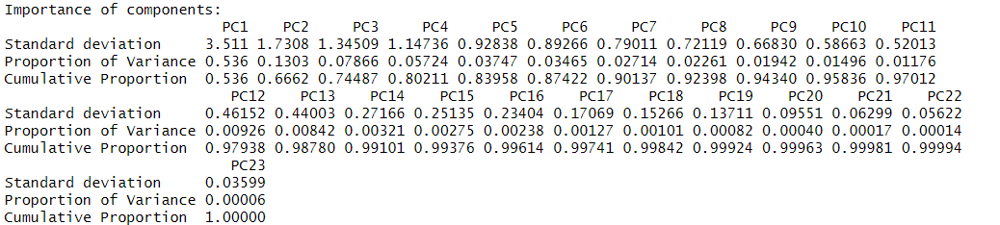 Importance of components:
PC1 PC2 PC3 PC4 PC5 PC6 PC7 PC8 PC9 PC10 PC11
Standard deviation 3.511 1.7308 1.34509 1.14736 0.92838 0.89266 0.79011 0.72119 0.66830 0.58663 0.52013
Proportion of Variance 0.536 0.1303 0.07866 0.05724 0.03747 0.03465 0.02714 0.02261 0.01942 0.01496 0.01176
Cumulative Proportion 0.536 0.6662 0.74487 0.80211 0.83958 0.87422 0.90137 0.92398 0.94340 0.95836 0.97012
PC12 PC13 PC14 PC15 PC16 PC17 PC18 PC19 PC20 PC21 PC22
Standard deviation 0.46152 0.44003 0.27166 0.25135 0.23404 0.17069 0.15266 0.13711 0.09551 0.06299 0.05622
Proportion of Variance 0.00926 0.00842 0.00321 0.00275 0.00238 0.00127 0.00101 0.00082 0.00040 0.00017 0.00014
Cumulative Proportion 0.97938 0.98780 0.99101 0.99376 0.99614 0.99741 0.99842 0.99924 0.99963 0.99981 0.99994
PC23
Standard deviation 0.03599
Proportion of Variance 0.00006
Cumulative Proportion 1.00000